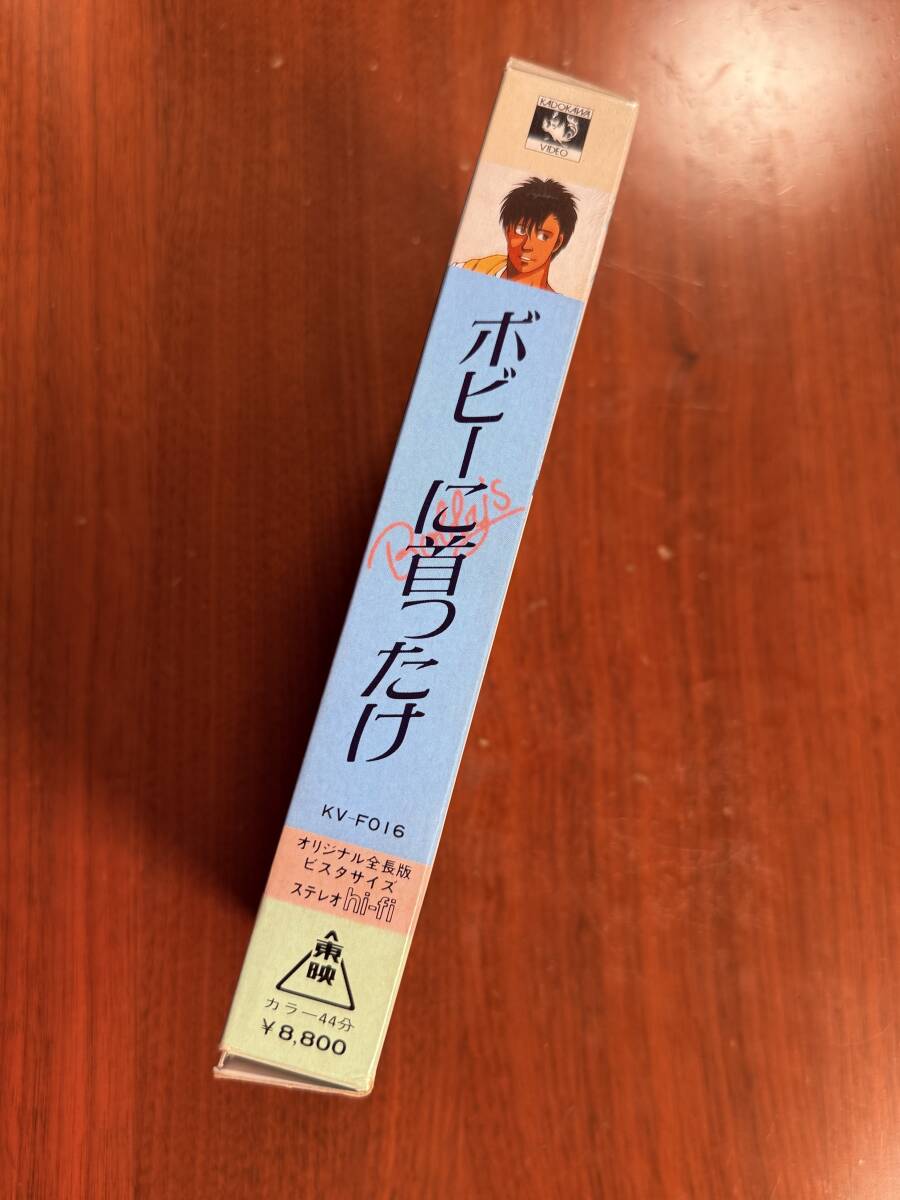 KADOKAWA
VIDEO
ボビーに首ったけ
Bobby's
KV-F016
オリジナル全長版
ビスタサイズ
ステレオ hi-fi
東映
カラー44分
¥8,800